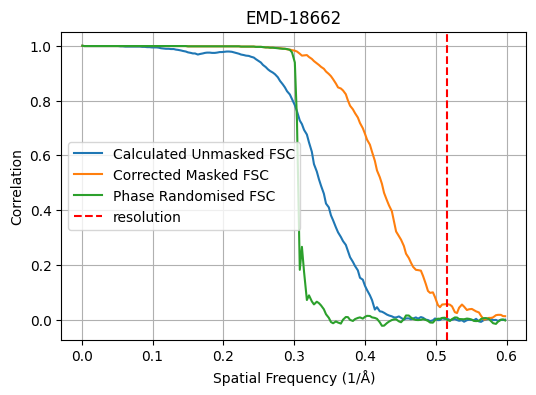 EMD-18662
1.0
0.8
0.6
0.4
0.2
0.0
Correlation
Calculated Unmasked FSC
Corrected Masked FSC
Phase Randomised FSC
resolution
0.0 0.1 0.2 0.3 0.4 0.5 0.6
Spatial Frequency (1/Å)